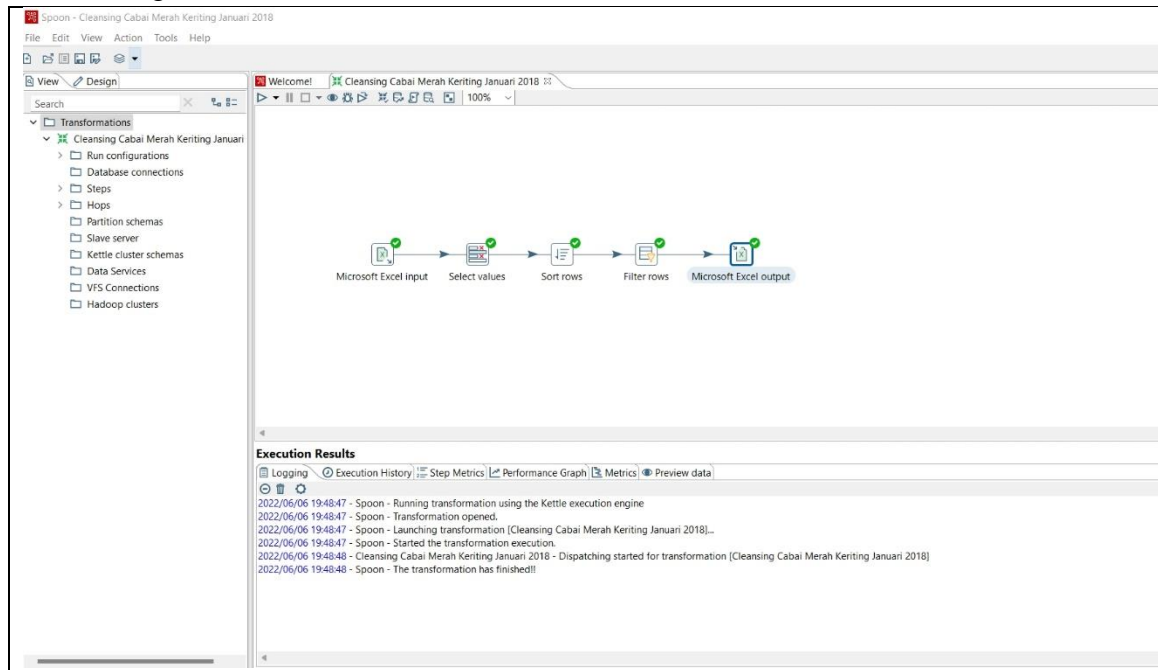 Spoon - Cleansing Cabai Merah Keriting Januari 2018
File Edit View Action Tools Help
View Design
Search
Transformations
Cleansing Cabai Merah Keriting Januari
Run configurations
Database connections
Steps
Hops
Partition schemas
Slave server
Kettle cluster schemas
Data Services
VFS Connections
Hadoop clusters
Welcome! Cleansing Cabai Merah Keriting Januari 2018
100%
Microsoft Excel input Select values Sort rows Filter rows Microsoft Excel output
Execution Results
Logging Execution History Step Metrics Performance Graph Metrics Preview data
2022/06/06 19:48:47 - Spoon - Running transformation using the Kettle execution engine
2022/06/06 19:48:47 - Spoon - Transformation opened.
2022/06/06 19:48:47 - Spoon - Launching transformation [Cleansing Cabai Merah Keriting Januari 2018]...
2022/06/06 19:48:47 - Spoon - Started the transformation execution.
2022/06/06 19:48:48 - Cleansing Cabai Merah Keriting Januari 2018 - Dispatching started for transformation [Cleansing Cabai Merah Keriting Januari 2018]
2022/06/06 19:48:48 - Spoon - The transformation has finished!!